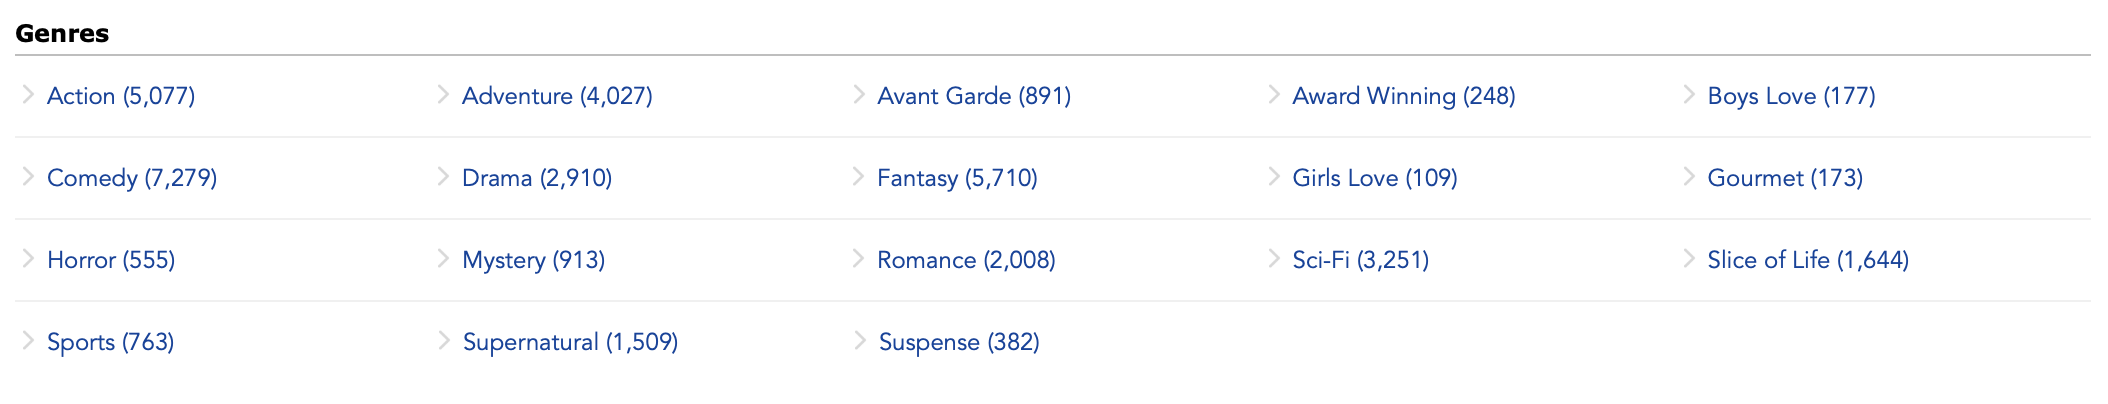 Genres
Action (5,077) Adventure (4,027) Avant Garde (891) Award Winning (248) Boys Love (177)
Comedy (7,279) Drama (2,910) Fantasy (5,710) Girls Love (109) Gourmet (173)
Horror (555) Mystery (913) Romance (2,008) Sci-Fi (3,251) Slice of Life (1,644)
Sports (763) Supernatural (1,509) Suspense (382)